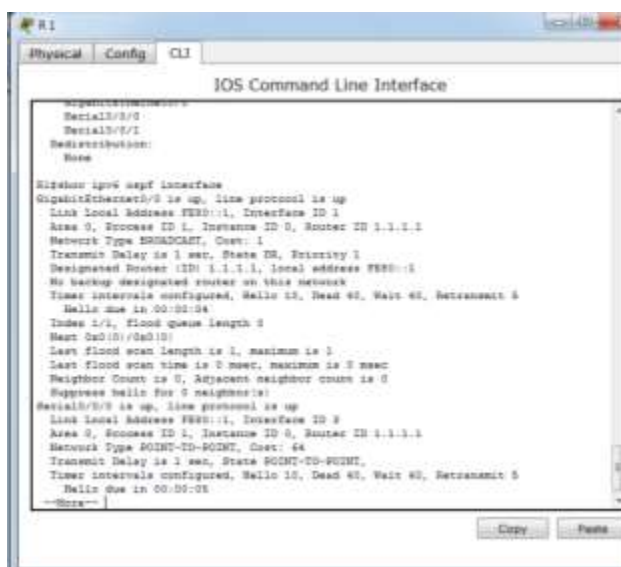 R1
Physical Config CLI
IOS Command Line Interface
Serial0/0/0
Serial0/0/1
Redistribution:
None
show ipv6 ospf interface
GigabitEthernet0/0 is up, line protocol is up
Link Local Address FE80::1, Interface ID 1
Area 0, Process ID 1, Instance ID 0, Router ID 1.1.1.1
Network Type BROADCAST, Cost: 1
Transmit Delay is 1 sec, State DR, Priority 1
Designated Router (ID) 1.1.1.1, local address FE80::1
No backup designated router on this network
Timer intervals configured, Hello 10, Dead 40, Wait 40, Retransmit 5
Hello due in 00:00:04
Index 1/1, flood queue length 0
Next 0x0(0)/0x0(0)
Last flood scan length is 1, maximum is 1
Last flood scan time is 0 msec, maximum is 0 msec
Neighbor Count is 0, Adjacent neighbor count is 0
Suppress hello for 0 neighbor(s)
Serial0/0/0 is up, line protocol is up
Link Local Address FE80::1, Interface ID 3
Area 0, Process ID 1, Instance ID 0, Router ID 1.1.1.1
Network Type POINT-TO-POINT, Cost: 64
Transmit Delay is 1 sec, State POINT-TO-POINT,
Timer intervals configured, Hello 10, Dead 40, Wait 40, Retransmit 5
Hello due in 00:00:05
--More--
Copy Paste